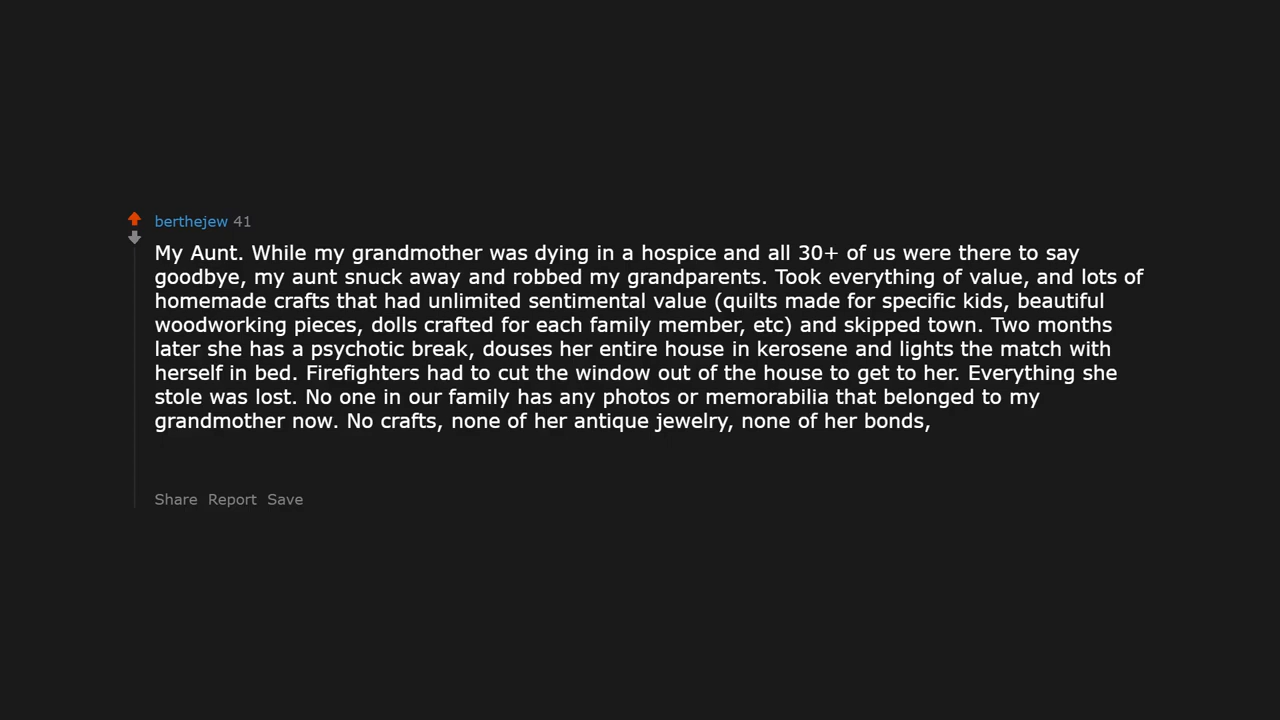 berthejew 41
My Aunt. While my grandmother was dying in a hospice and all 30+ of us were there to say
goodbye, my aunt snuck away and robbed my grandparents. Took everything of value, and lots of
homemade crafts that had unlimited sentimental value (quilts made for specific kids, beautiful
woodworking pieces, dolls crafted for each family member, etc) and skipped town. Two months
later she has a psychotic break, douses her entire house in kerosene and lights the match with
herself in bed. Firefighters had to cut the window out of the house to get to her. Everything she
stole was lost. No one in our family has any photos or memorabilia that belonged to my
grandmother now. No crafts, none of her antique jewelry, none of her bonds,
Share Report Save